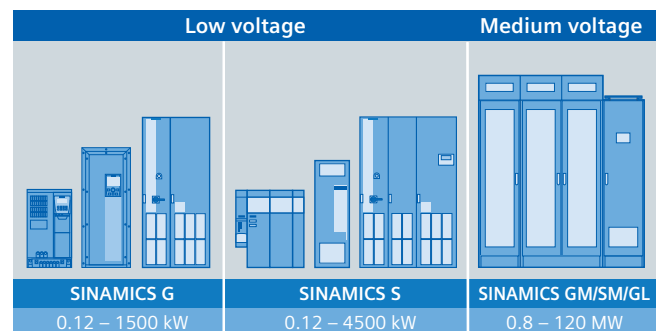 Low voltage
Medium voltage
SINAMICS G
SINAMICS S
SINAMICS GM/SM/GL
0.12 – 1500 kW
0.12 – 4500 kW
0.8 – 120 MW